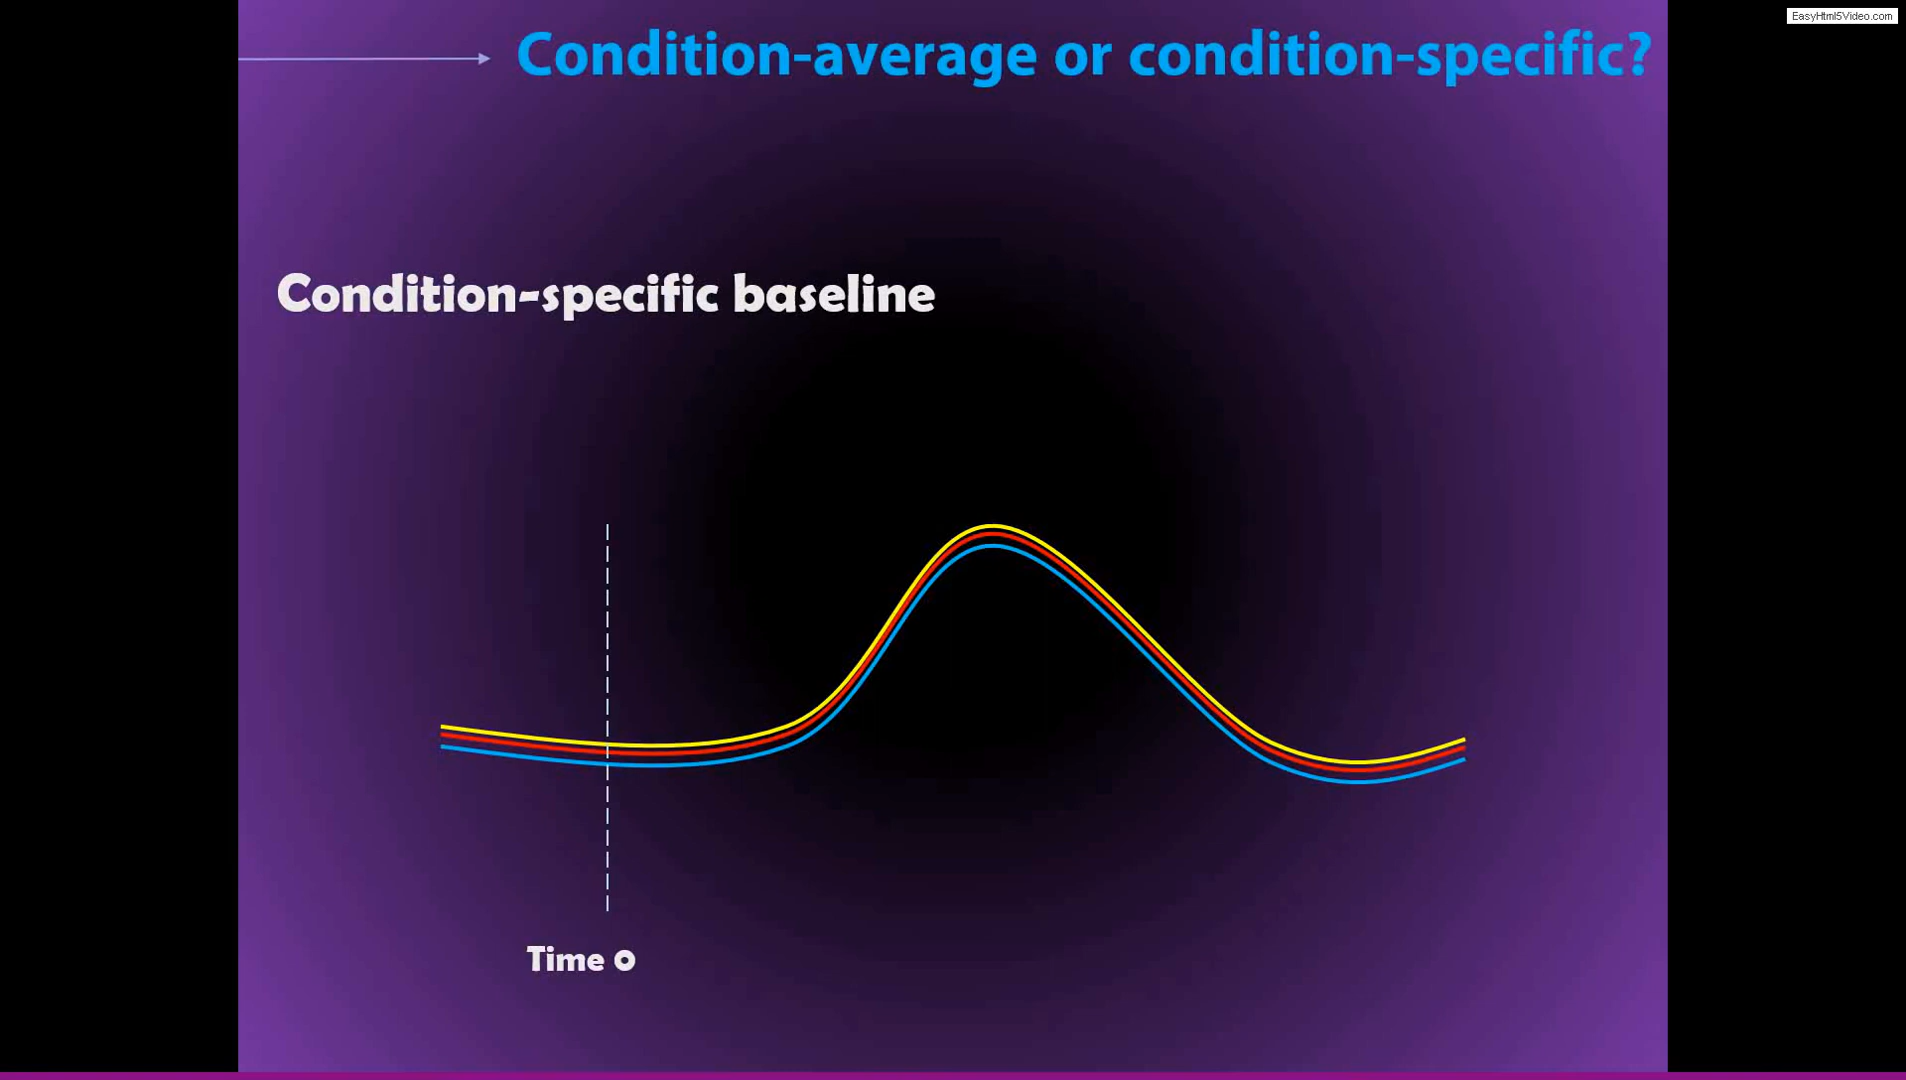 EasyHtml5Video.com
Condition-average or condition-specific?
Condition-specific baseline
Time 0